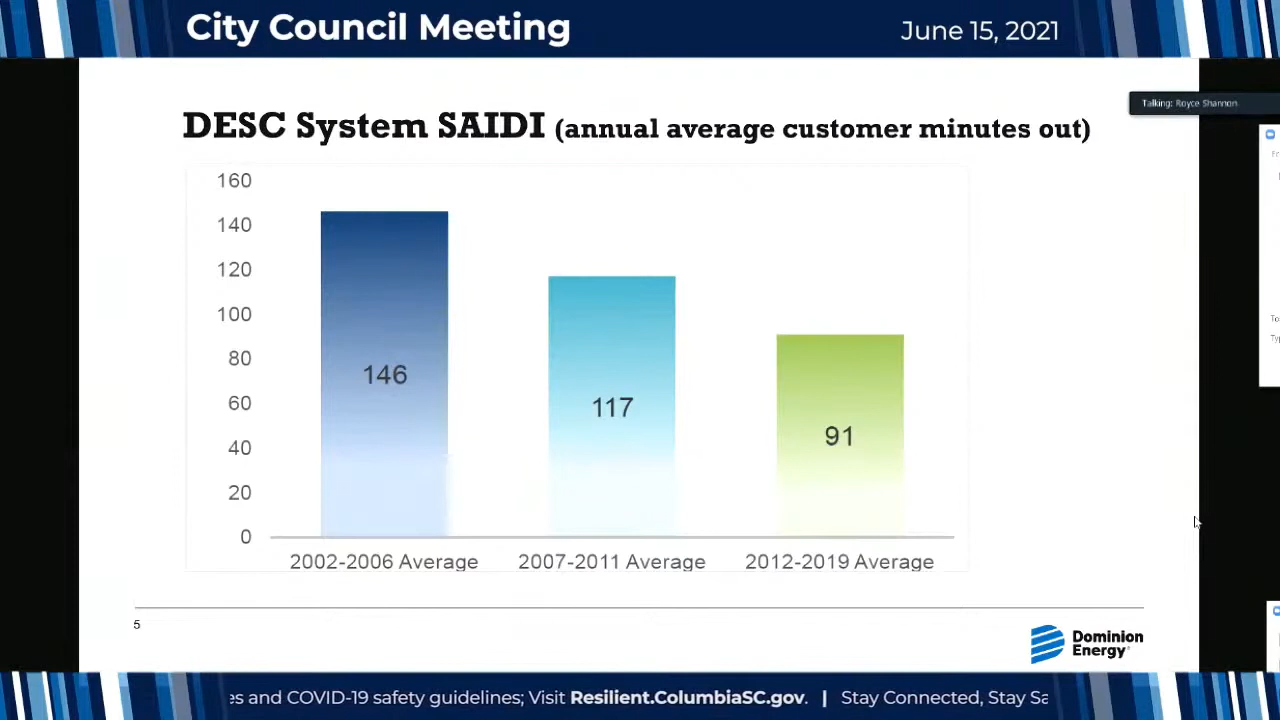 City Council Meeting
June 15, 2021
Talking: Royce Shannon
DESC System SAIDI (annual average customer minutes out)
160
140
120
100
80
60
40
20
0
146
117
91
2002-2006 Average
2007-2011 Average
2012-2019 Average
To
5
Dominion
Energy®
es and COVID-19 safety guidelines; Visit Resilient.ColumbiaSC.gov. | Stay Connected, Stay Sa